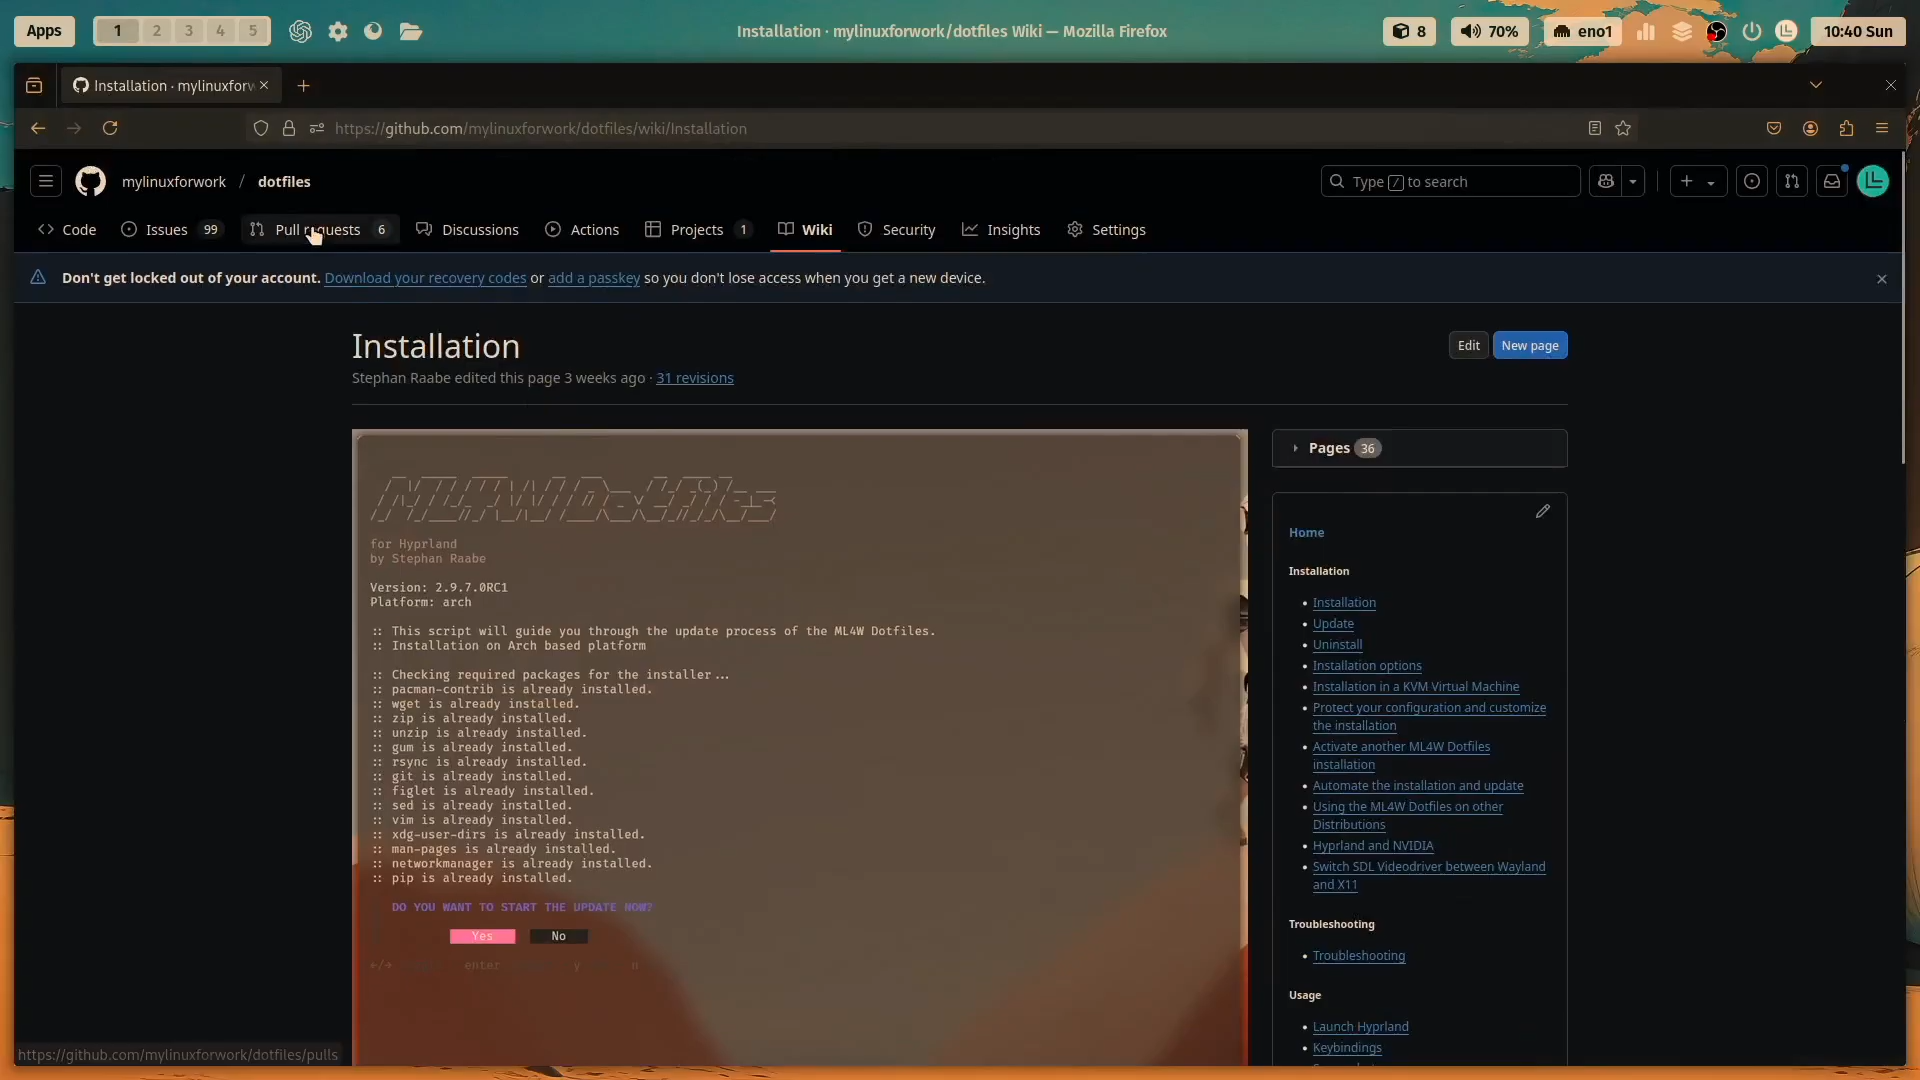 Apps
1 2 3 4 5
Installation · mylinuxforwork/dotfiles Wiki — Mozilla Firefox
8
70%
eno1
10:40 Sun
Installation · mylinuxforw
https://github.com/mylinuxforwork/dotfiles/wiki/Installation
mylinuxforwork / dotfiles
Type / to search
Code
Issues 99
Pull requests 6
Discussions
Actions
Projects 1
Wiki
Security
Insights
Settings
Don't get locked out of your account. Download your recovery codes or add a passkey so you don't lose access when you get a new device.
Installation
Edit
New page
Stephan Raabe edited this page 3 weeks ago · 31 revisions
for Hyprland
by Stephan Raabe
Version: 2.9.7.0RC1
Platform: arch
:: This script will guide you through the update process of the ML4W Dotfiles.
:: Installation on Arch based platform
:: Checking required packages for the installer...
:: pacman-contrib is already installed.
:: wget is already installed.
:: zip is already installed.
:: unzip is already installed.
:: gum is already installed.
:: rsync is already installed.
:: git is already installed.
:: figlet is already installed.
:: sed is already installed.
:: vim is already installed.
:: xdg-user-dirs is already installed.
:: man-pages is already installed.
:: networkmanager is already installed.
:: pip is already installed.
DO YOU WANT TO START THE UPDATE NOW?
Yes
No
←/→ enter y n
Pages 36
Home
Installation
• Installation
• Update
• Uninstall
• Installation options
• Installation in a KVM Virtual Machine
• Protect your configuration and customize
the installation
• Activate another ML4W Dotfiles
installation
• Automate the installation and update
• Using the ML4W Dotfiles on other
Distributions
• Hyprland and NVIDIA
• Switch SDL Videodriver between Wayland
and X11
Troubleshooting
• Troubleshooting
Usage
• Launch Hyprland
• Keybindings
https://github.com/mylinuxforwork/dotfiles/pulls